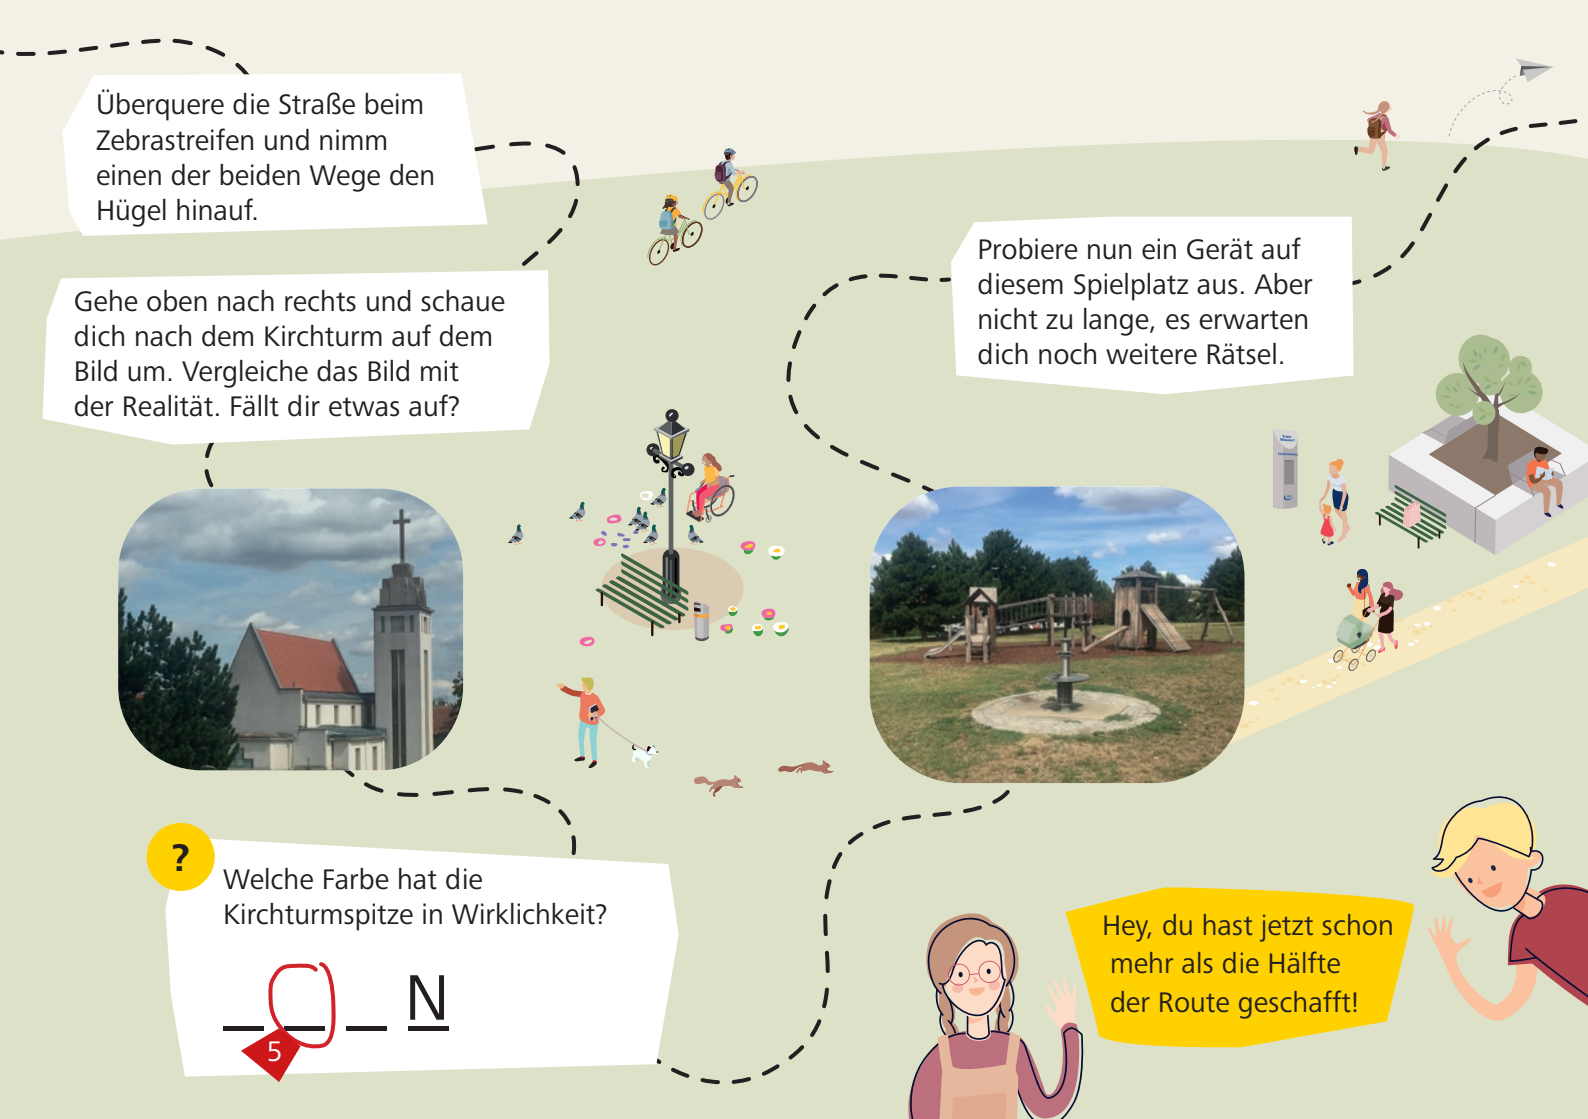 Überquere die Straße beim
Zebrastreifen und nimm
einen der beiden Wege den
Hügel hinauf.
Gehe oben nach rechts und schaue
dich nach dem Kirchturm auf dem
Bild um. Vergleiche das Bild mit
der Realität. Fällt dir etwas auf?
?
Welche Farbe hat die
Kirchturmspitze in Wirklichkeit?
_ _ _ N
5
Probiere nun ein Gerät auf
diesem Spielplatz aus. Aber
nicht zu lange, es erwarten
dich noch weitere Rätsel.
Hey, du hast jetzt schon
mehr als die Hälfte
der Route geschafft!